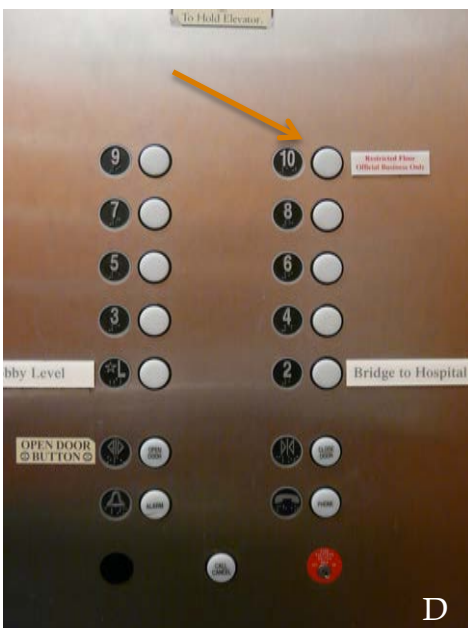 To Hold Elevator.
9
10
Restricted Floor
Official Business Only
7
8
5
6
3
4
bby Level
★L
2
Bridge to Hospital
OPEN DOOR
BUTTON
OPEN
DOOR
CLOSE
DOOR
ALARM
PHONE
CALL
CANCEL
D